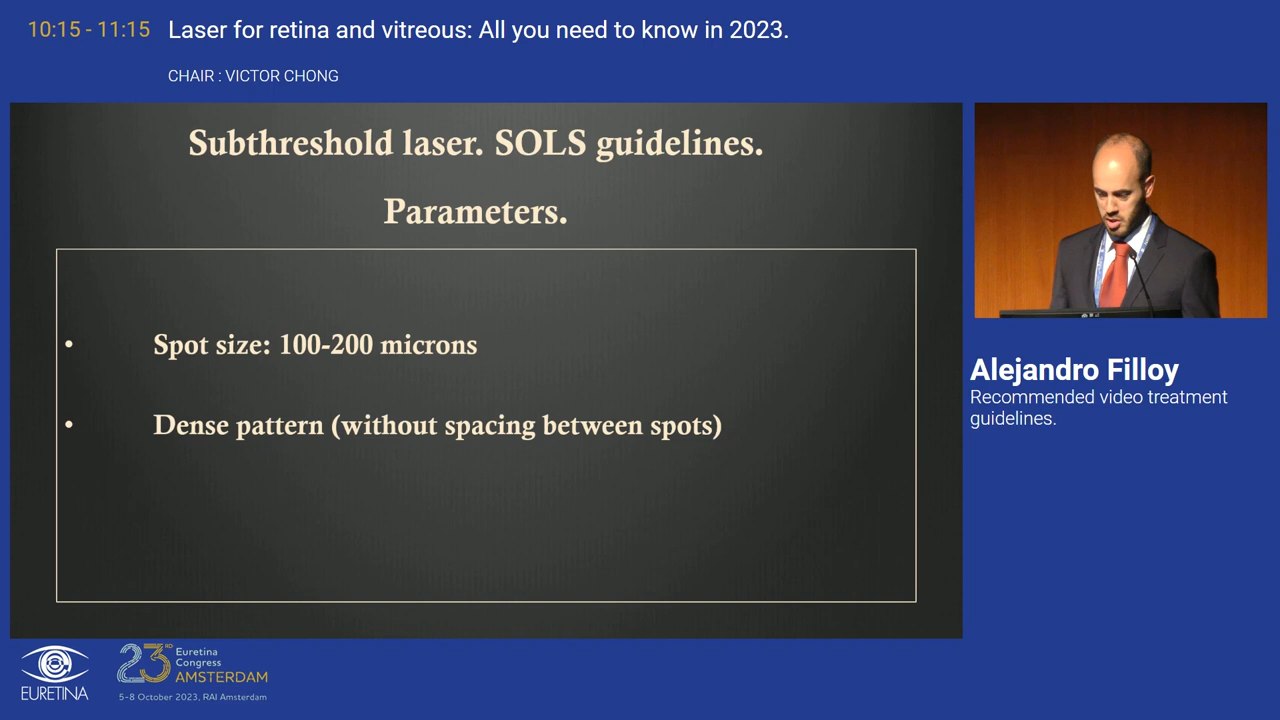 10:15 - 11:15 Laser for retina and vitreous: All you need to know in 2023.
CHAIR : VICTOR CHONG
Subthreshold laser. SOLS guidelines.
Parameters.
• Spot size: 100-200 microns
• Dense pattern (without spacing between spots)
Alejandro Filloy
Recommended video treatment
guidelines.
EURETINA
23RD
Euretina
Congress
AMSTERDAM
5-8 October 2023, RAI Amsterdam